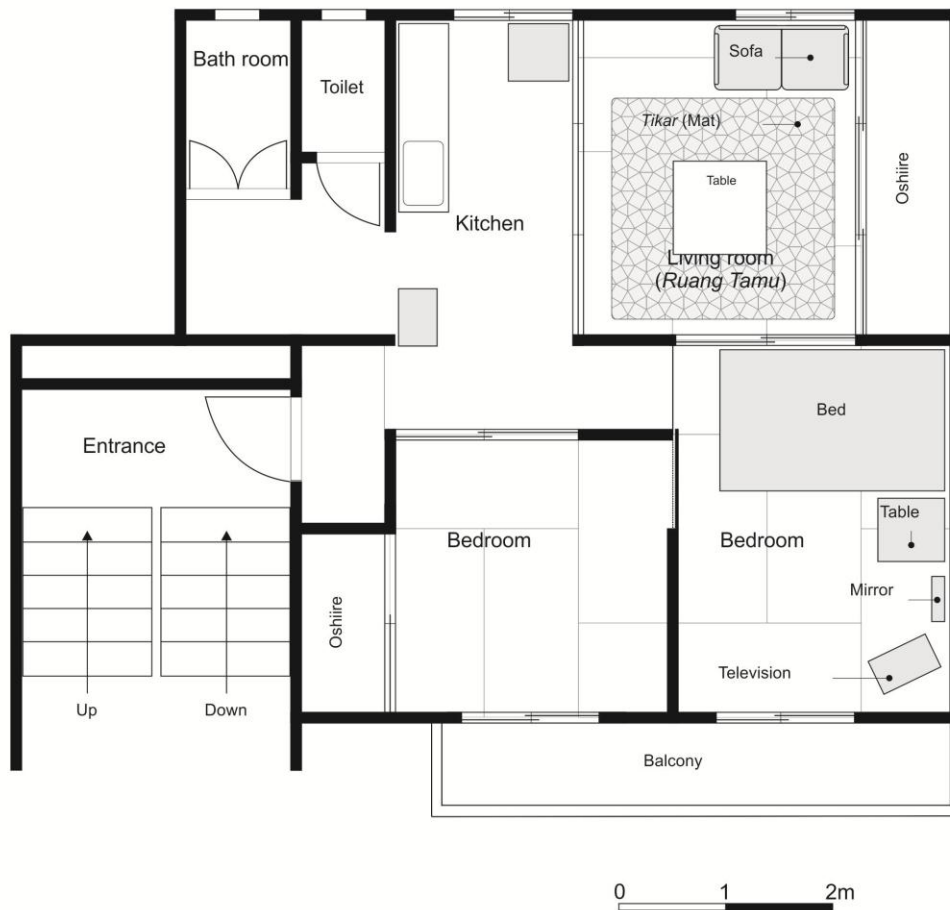 Bath room
Toilet
Sofa
Tikar (Mat)
Table
Oshiire
Kitchen
Living room
(Ruang Tamu)
Bed
Entrance
Table
Bedroom
Bedroom
Mirror
Oshiire
Television
Up
Down
Balcony
0 1 2m